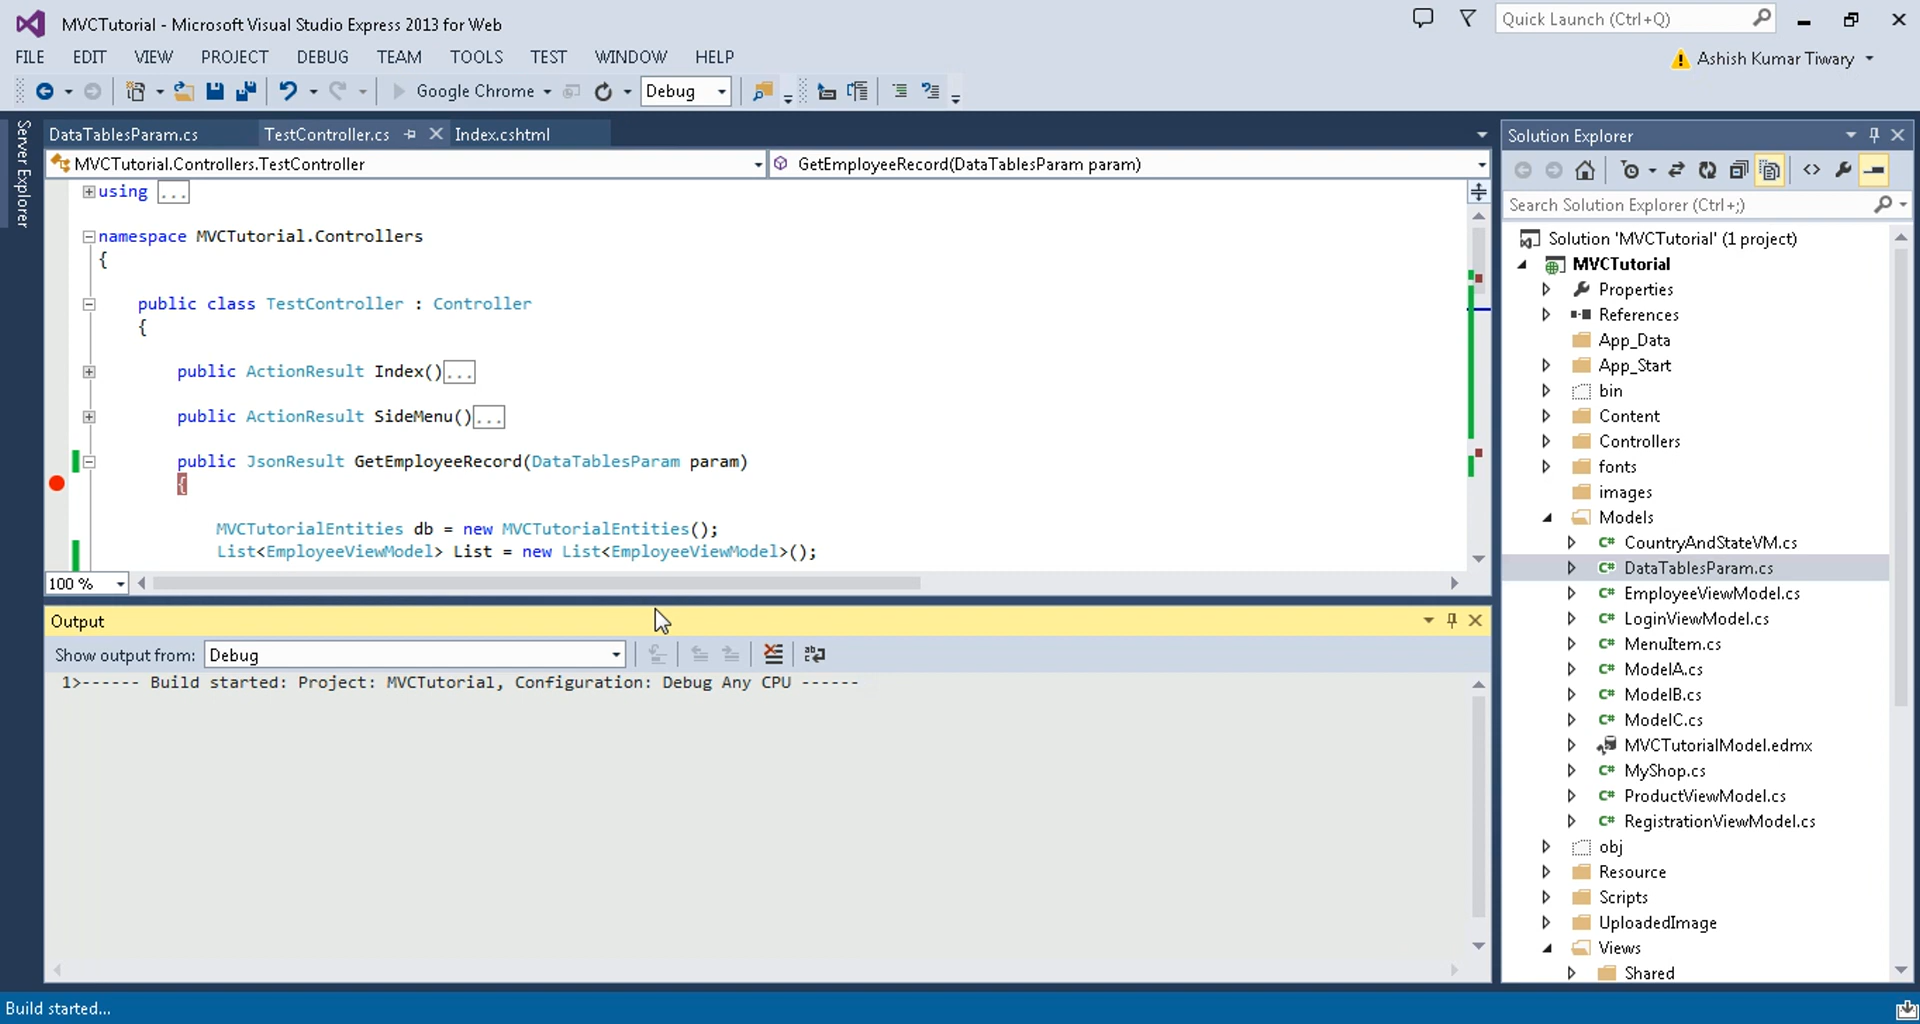 MVCTutorial - Microsoft Visual Studio Express 2013 for Web
Quick Launch (Ctrl+Q)
FILE EDIT VIEW PROJECT DEBUG TEAM TOOLS TEST WINDOW HELP
Ashish Kumar Tiwary
Google Chrome
Debug
Server Explorer
DataTablesParam.cs
TestController.cs
Index.cshtml
MVCTutorial.Controllers.TestController
GetEmployeeRecord(DataTablesParam param)
using ...
namespace MVCTutorial.Controllers
{
public class TestController : Controller
{
public ActionResult Index()...
public ActionResult SideMenu()...
public JsonResult GetEmployeeRecord(DataTablesParam param)
{
MVCTutorialEntities db = new MVCTutorialEntities();
List<EmployeeViewModel> List = new List<EmployeeViewModel>();
100 %
Output
Show output from: Debug
1>------ Build started: Project: MVCTutorial, Configuration: Debug Any CPU ------
Solution Explorer
Search Solution Explorer (Ctrl+;)
Solution 'MVCTutorial' (1 project)
MVCTutorial
Properties
References
App_Data
App_Start
bin
Content
Controllers
fonts
images
Models
CountryAndStateVM.cs
DataTablesParam.cs
EmployeeViewModel.cs
LoginViewModel.cs
MenuItem.cs
ModelA.cs
ModelB.cs
ModelC.cs
MVCTutorialModel.edmx
MyShop.cs
ProductViewModel.cs
RegistrationViewModel.cs
obj
Resource
Scripts
UploadedImage
Views
Shared
Build started...